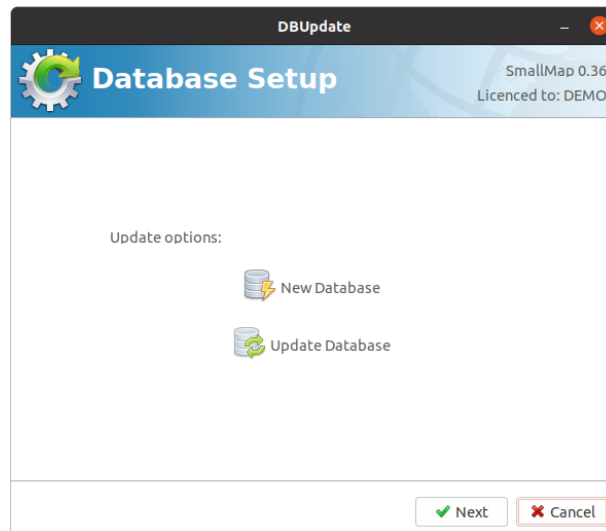 DBUpdate
Database Setup
SmallMap 0.36
Licenced to: DEMO
Update options:
New Database
Update Database
Next
Cancel